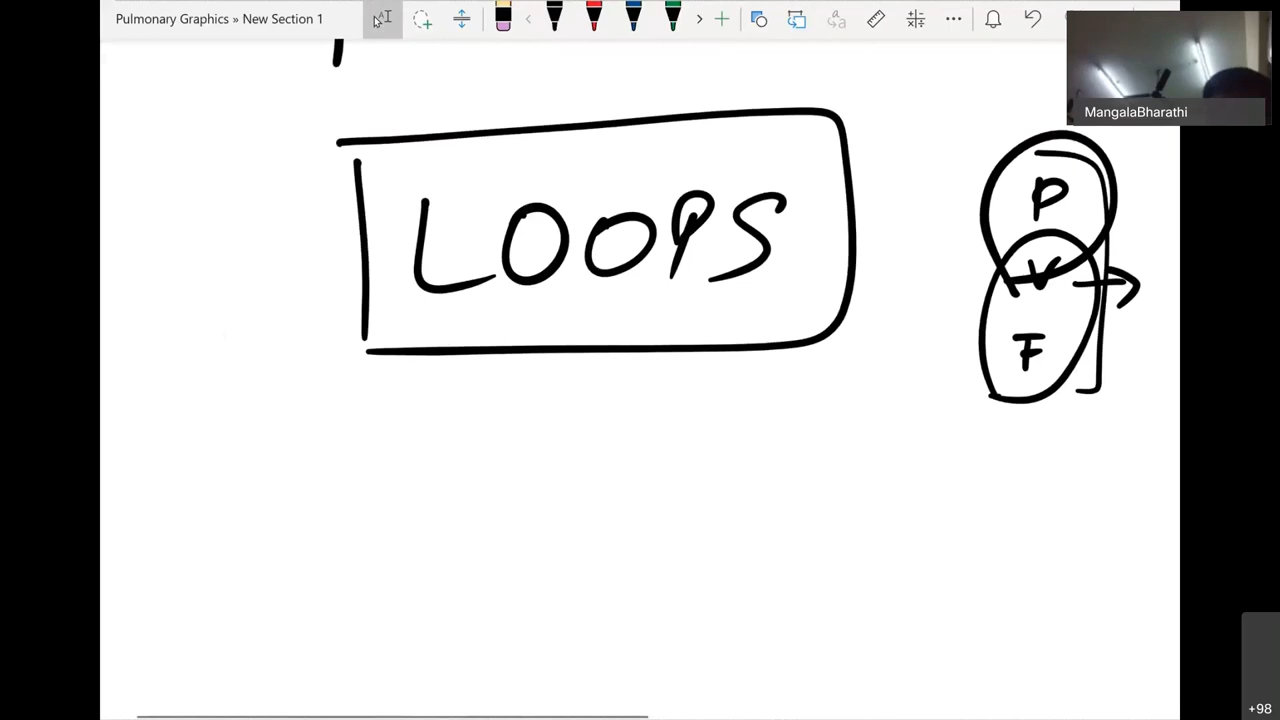 Pulmonary Graphics » New Section 1
MangalaBharathi
LOOPS
P
V
F
+98